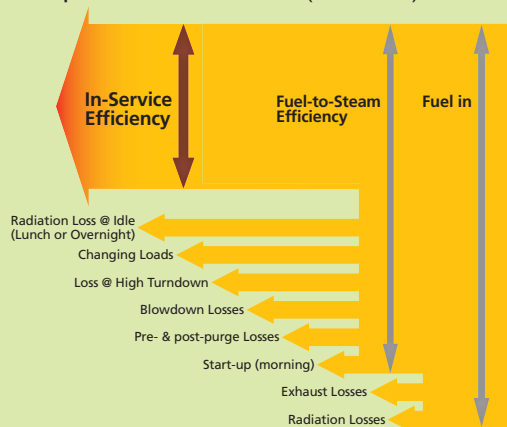 In-Service
Efficiency
Fuel-to-Steam
Efficiency
Fuel in
Radiation Loss @ Idle
(Lunch or Overnight)
Changing Loads
Loss @ High Turndown
Blowdown Losses
Pre- & post-purge Losses
Start-up (morning)
Exhaust Losses
Radiation Losses